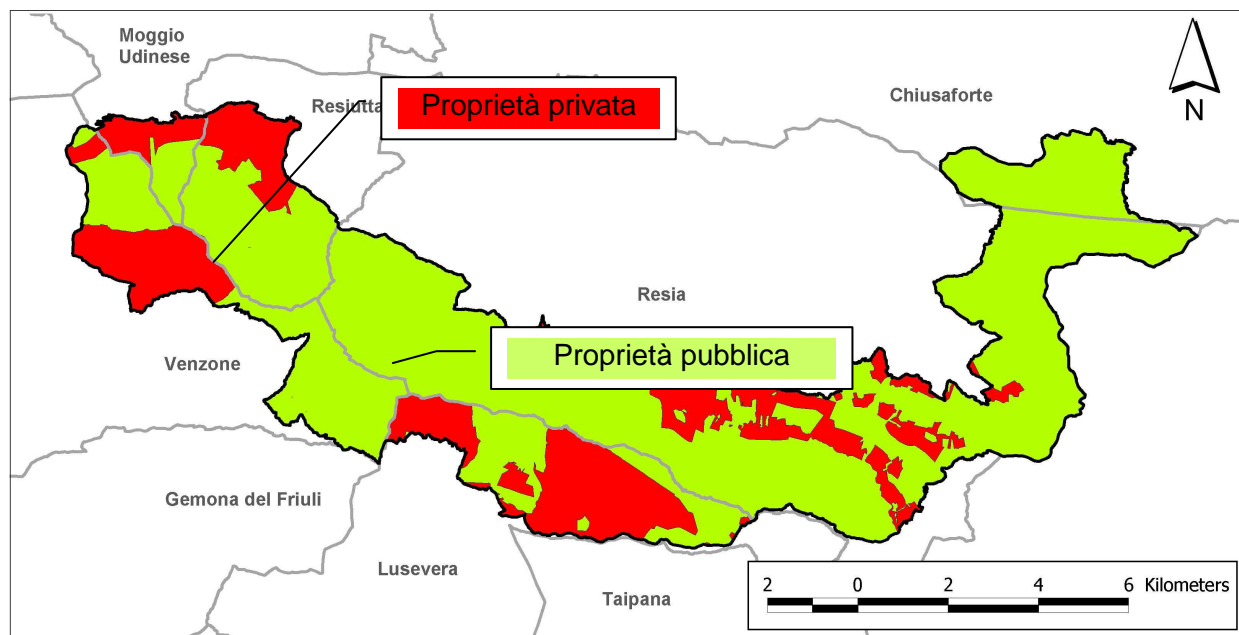 Moggio
Udinese
Resiutta
Proprietà privata
Chiusaforte
N
Resia
Proprietà pubblica
Venzone
Gemona del Friuli
Lusevera
Taipana
2 0 2 4 6 Kilometers